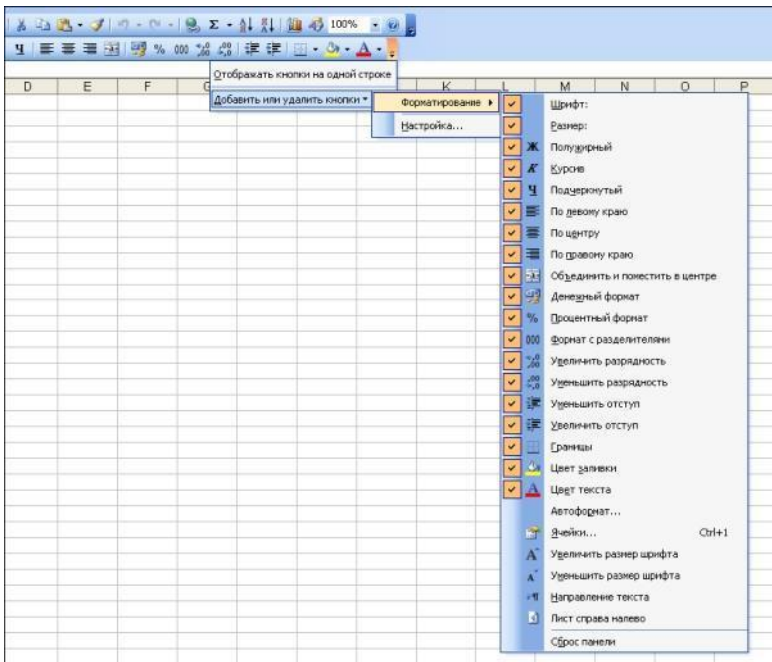 Σ
100%
Ч
%
000
Отображать кнопки на одной строке
D E F G K L M N O P
Добавить или удалить кнопки
Форматирование
Настройка...
Шрифт:
Размер:
Ж Полужирный
К Курсив
Ч Подчеркнутый
По левому краю
По центру
По правому краю
Объединить и поместить в центре
Денежный формат
% Процентный формат
000 Формат с разделителями
Увеличить разрядность
Уменьшить разрядность
Уменьшить отступ
Увеличить отступ
Границы
Цвет заливки
A Цвет текста
Автоформат...
Ячейки... Ctrl+1
A Увеличить размер шрифта
A Уменьшить размер шрифта
Направление текста
Лист справа налево
Сброс панели